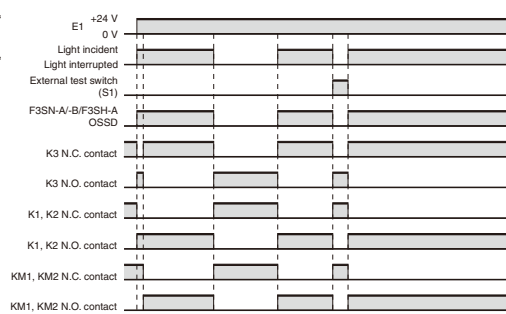 E1 +24 V
0 V
Light incident
Light interrupted
External test switch
(S1)
F3SN-A/-B/F3SH-A
OSSD
K3 N.C. contact
K3 N.O. contact
K1, K2 N.C. contact
K1, K2 N.O. contact
KM1, KM2 N.C. contact
KM1, KM2 N.O. contact